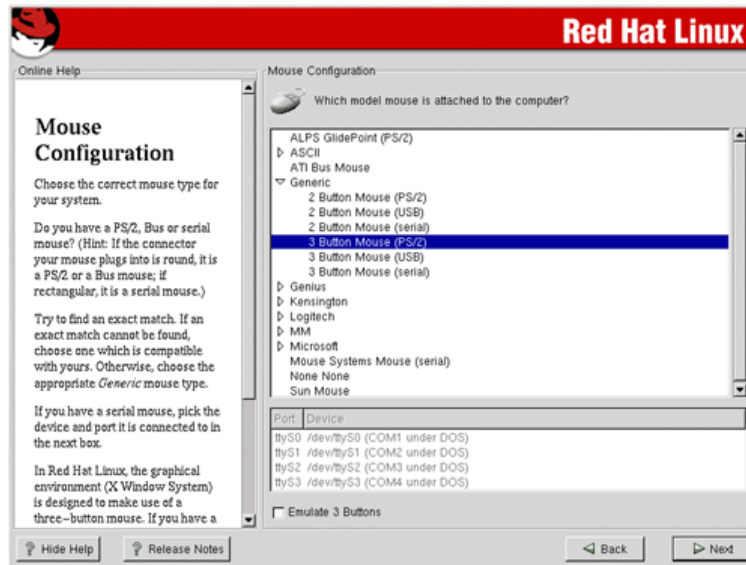 Red Hat Linux
Online Help
Mouse
Configuration
Choose the correct mouse type for
your system.
Do you have a PS/2, Bus or serial
mouse? (Hint: If the connector
your mouse plugs into is round, it is
a PS/2 or a Bus mouse; if
rectangular, it is a serial mouse.)
Try to find an exact match. If an
exact match cannot be found,
choose one which is compatible
with yours. Otherwise, choose the
appropriate Generic mouse type.
If you have a serial mouse, pick the
device and port it is connected to in
the next box.
In Red Hat Linux, the graphical
environment (X Window System)
is designed to make use of a
three-button mouse. If you have a
Mouse Configuration
Which model mouse is attached to the computer?
ALPS GlidePoint (PS/2)
ASCII
ATI Bus Mouse
Generic
2 Button Mouse (PS/2)
2 Button Mouse (USB)
2 Button Mouse (serial)
3 Button Mouse (PS/2)
3 Button Mouse (USB)
3 Button Mouse (serial)
Genius
Kensington
Logitech
MM
Microsoft
Mouse Systems Mouse (serial)
None None
Sun Mouse
Port Device
ttyS0 /dev/ttyS0 (COM1 under DOS)
ttyS1 /dev/ttyS1 (COM2 under DOS)
ttyS2 /dev/ttyS2 (COM3 under DOS)
ttyS3 /dev/ttyS3 (COM4 under DOS)
Emulate 3 Buttons
Hide Help Release Notes Back Next